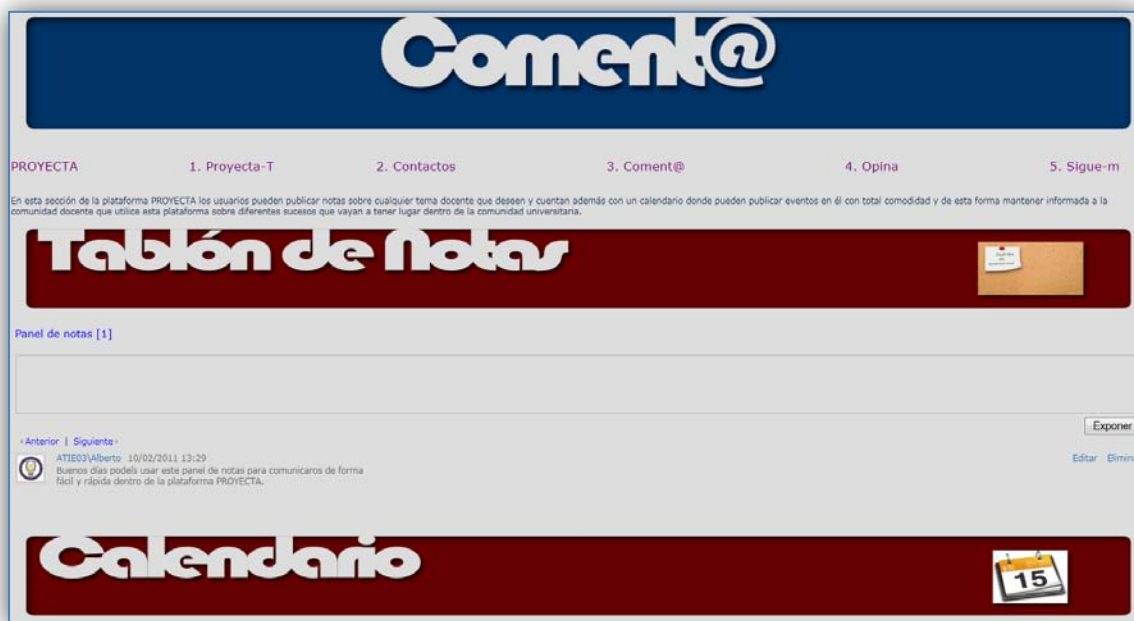 Coment@
PROYECTA 1. Proyecta-T 2. Contactos 3. Coment@ 4. Opina 5. Sigue-m
En esta sección de la plataforma PROYECTA los usuarios pueden publicar notas sobre cualquier tema docente que deseen y cuentan además con un calendario donde pueden publicar eventos en él con total comodidad y de esta forma mantener informada a la
comunidad docente que utilice esta plataforma sobre diferentes sucesos que vayan a tener lugar dentro de la comunidad universitaria.
Tablón de Notas
Panel de notas [1]
Exponer
‹Anterior | Siguiente›
ATIE03\Alberto 10/02/2011 13:29 Editar Elimin
Buenos días podeís usar este panel de notas para comunicaros de forma
fácil y rápida dentro de la plataforma PROYECTA.
Calendario
15